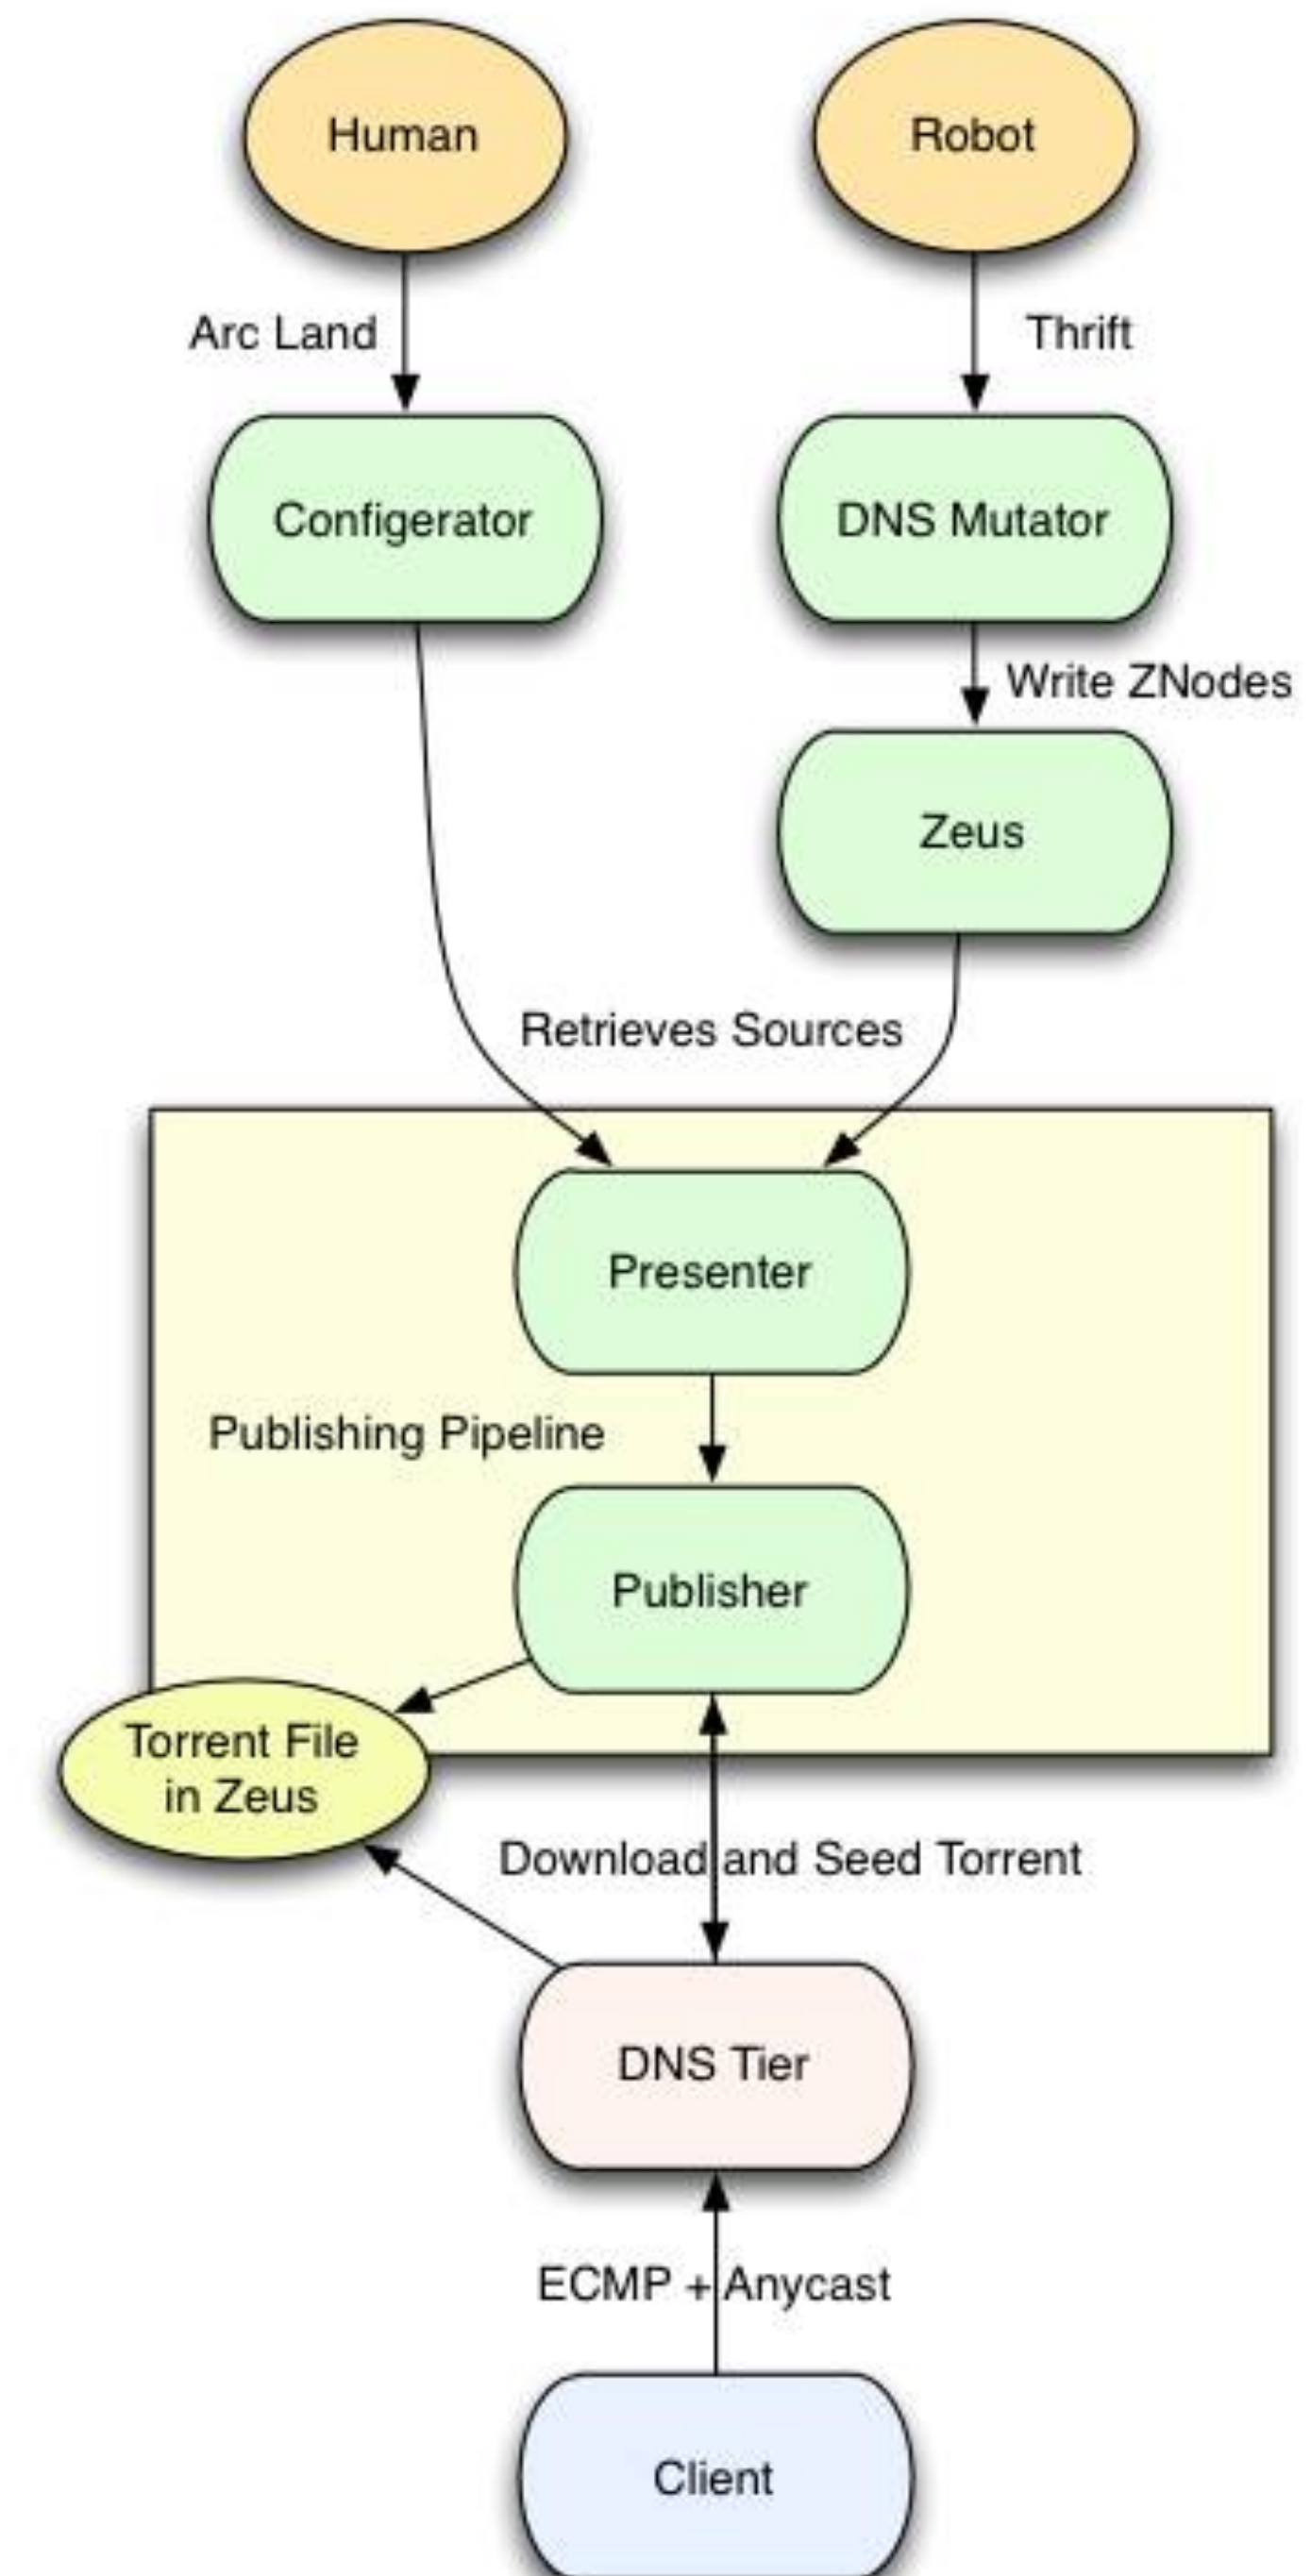 Human
Robot
Arc Land
Thrift
Configerator
DNS Mutator
Write ZNodes
Zeus
Retrieves Sources
Presenter
Publishing Pipeline
Publisher
Torrent File
in Zeus
Download and Seed Torrent
DNS Tier
ECMP + Anycast
Client